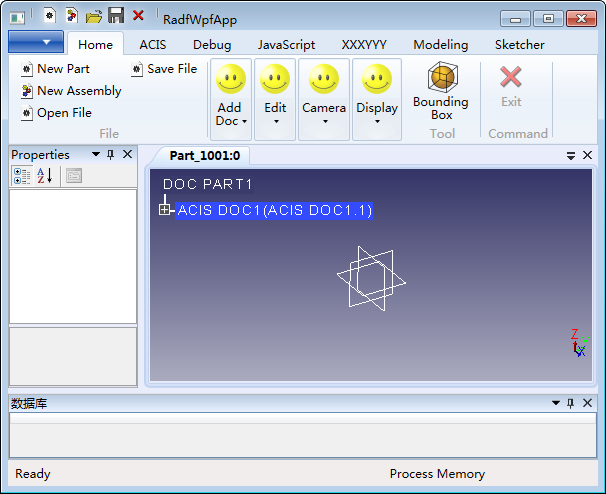 RadfWpfApp
Home ACIS Debug JavaScript XXXYYY Modeling Sketcher
New Part Save File
New Assembly
Open File
Add Doc
Edit
Camera
Display
Bounding Box
Exit
File Tool Command
Properties
Part_1001:0
DOC PART1
ACIS DOC1(ACIS DOC1.1)
Z
X
数据库
Ready Process Memory